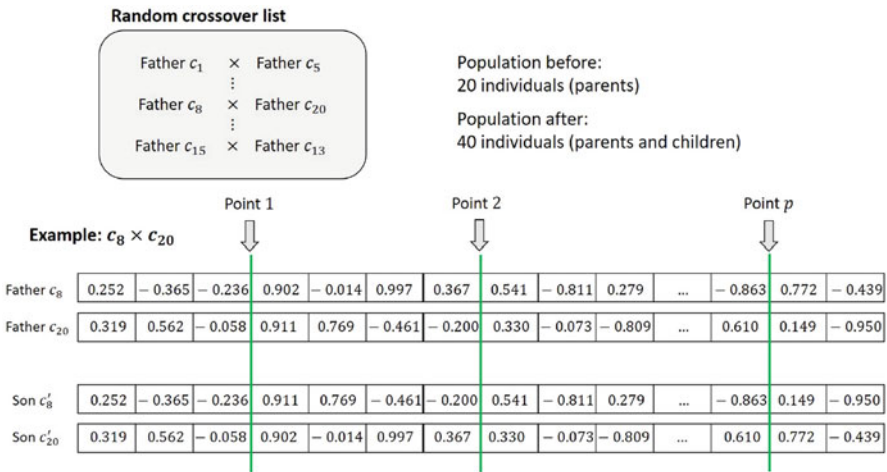 Random crossover list
Father c₁ × Father c₅
⋮
Father c₈ × Father c₂₀
⋮
Father c₁₅ × Father c₁₃
Population before:
20 individuals (parents)
Population after:
40 individuals (parents and children)
Point 1 Point 2 Point p
Example: c₈ × c₂₀
Father c₈ 0.252 − 0.365 − 0.236 0.902 − 0.014 0.997 0.367 0.541 − 0.811 0.279 ... − 0.863 0.772 − 0.439
Father c₂₀ 0.319 0.562 − 0.058 0.911 0.769 − 0.461 − 0.200 0.330 − 0.073 − 0.809 ... 0.610 0.149 − 0.950
Son c′₈ 0.252 − 0.365 − 0.236 0.911 0.769 − 0.461 − 0.200 0.541 − 0.811 0.279 ... − 0.863 0.149 − 0.950
Son c′₂₀ 0.319 0.562 − 0.058 0.902 − 0.014 0.997 0.367 0.330 − 0.073 − 0.809 ... 0.610 0.772 − 0.439